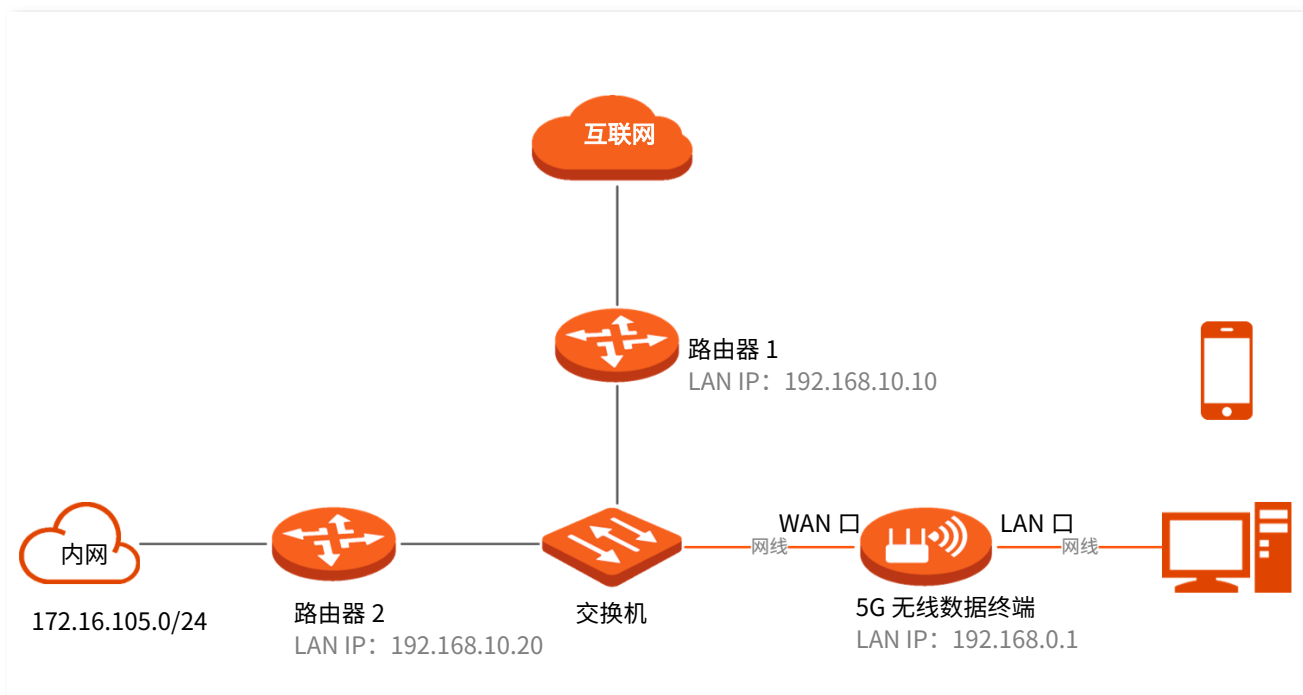 互联网
路由器 1
LAN IP：192.168.10.10
WAN 口
LAN 口
网线
网线
内网
172.16.105.0/24
路由器 2
LAN IP：192.168.10.20
交换机
5G 无线数据终端
LAN IP：192.168.0.1